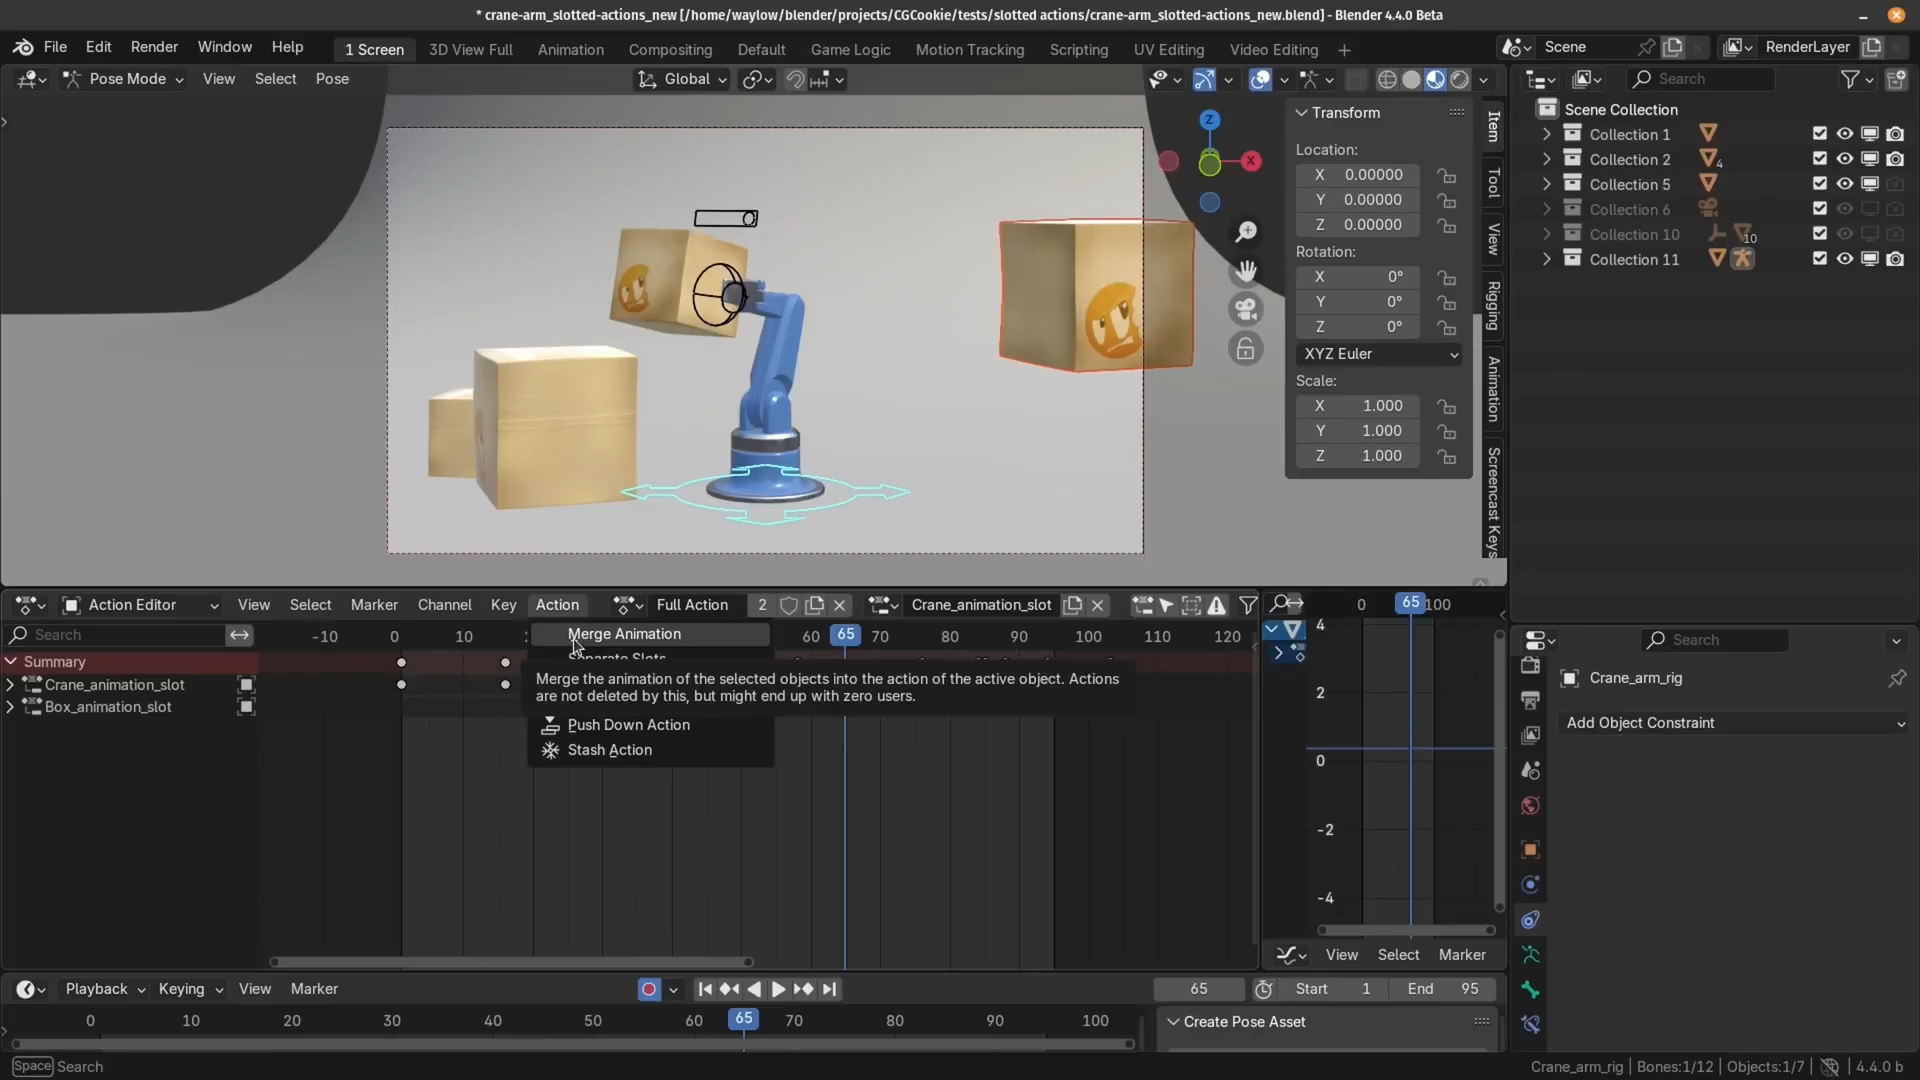 * crane-arm_slotted-actions_new [/home/waylow/blender/projects/CGCookie/tests/slotted actions/crane-arm_slotted-actions_new.blend] - Blender 4.4.0 Beta
File Edit Render Window Help 1 Screen 3D View Full Animation Compositing Default Game Logic Motion Tracking Scripting UV Editing Video Editing + Scene RenderLayer
Pose Mode View Select Pose Global Search
Scene Collection
Collection 1
Collection 2 4
Collection 5
Collection 6
Collection 10 10
Collection 11
Z
X
Transform
Location:
X 0.00000
Y 0.00000
Z 0.00000
Rotation:
X 0°
Y 0°
Z 0°
XYZ Euler
Scale:
X 1.000
Y 1.000
Z 1.000
Item
Tool
View
Rigging
Animation
Screencast Keys
Action Editor View Select Marker Channel Key Action Full Action 2 Crane_animation_slot 0 65 100
Search -10 0 10 60 65 70 80 90 100 110 120
Merge Animation
Separate Slots
Merge the animation of the selected objects into the action of the active object. Actions
are not deleted by this, but might end up with zero users.
Push Down Action
Stash Action
Summary
Crane_animation_slot
Box_animation_slot
4
2
0
-2
-4
View Select Marker
Search
Crane_arm_rig
Add Object Constraint
Playback Keying View Marker 65 Start 1 End 95
0 10 20 30 40 50 60 65 70 80 90 100
Create Pose Asset
Space Search
Crane_arm_rig | Bones:1/12 | Objects:1/7 | 4.4.0 b